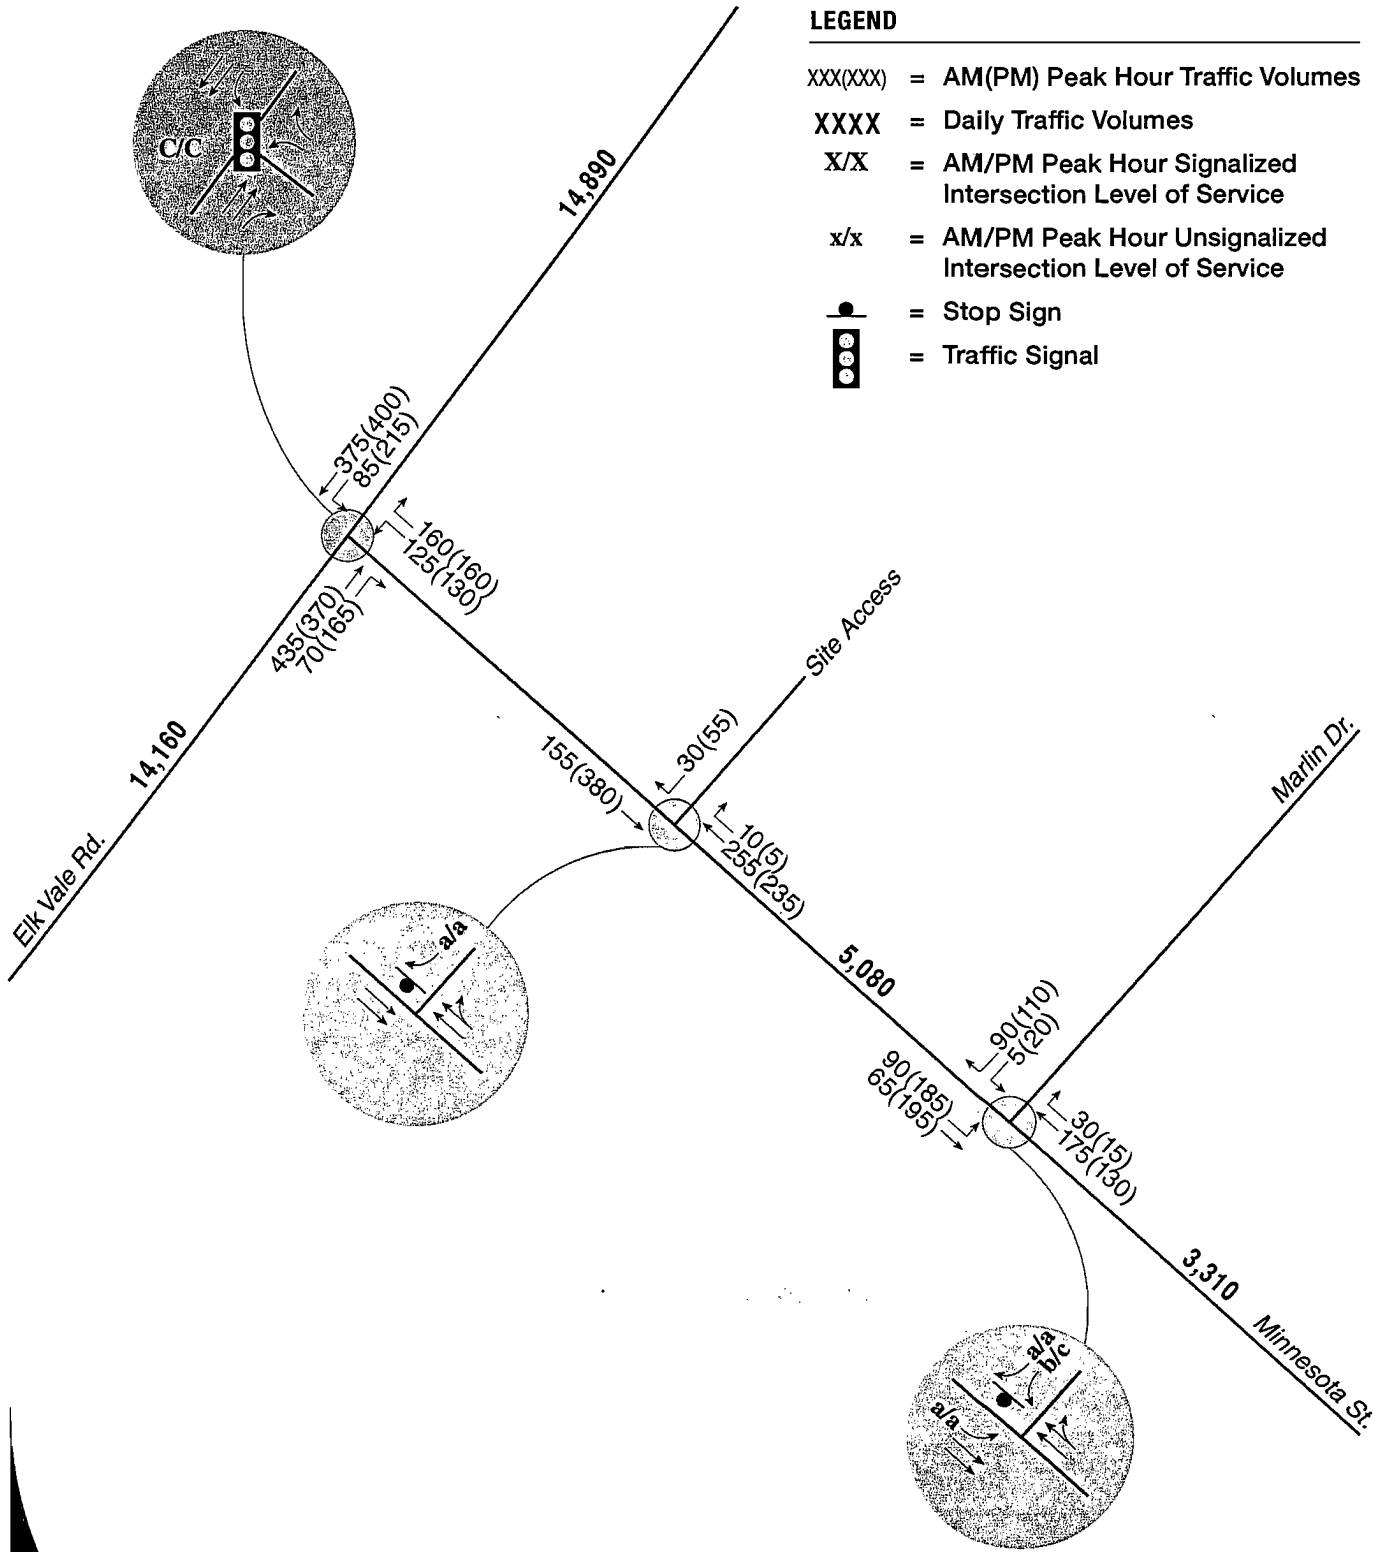 LEGEND
XXX(XXX) = AM(PM) Peak Hour Traffic Volumes
XXXX = Daily Traffic Volumes
X/X = AM/PM Peak Hour Signalized
Intersection Level of Service
x/x = AM/PM Peak Hour Unsignalized
Intersection Level of Service
= Stop Sign
= Traffic Signal
C/C
14,890
375(400)
85(215)
160(160)
125(130)
435(370)
70(165)
14,160
Elk Vale Rd.
Site Access
30(55)
155(380)
10(5)
255(235)
a/a
5,080
Marlin Dr.
90(110)
5(20)
90(185)
65(195)
30(15)
175(130)
3,310
Minnesota St.
a/a
b/c
a/a